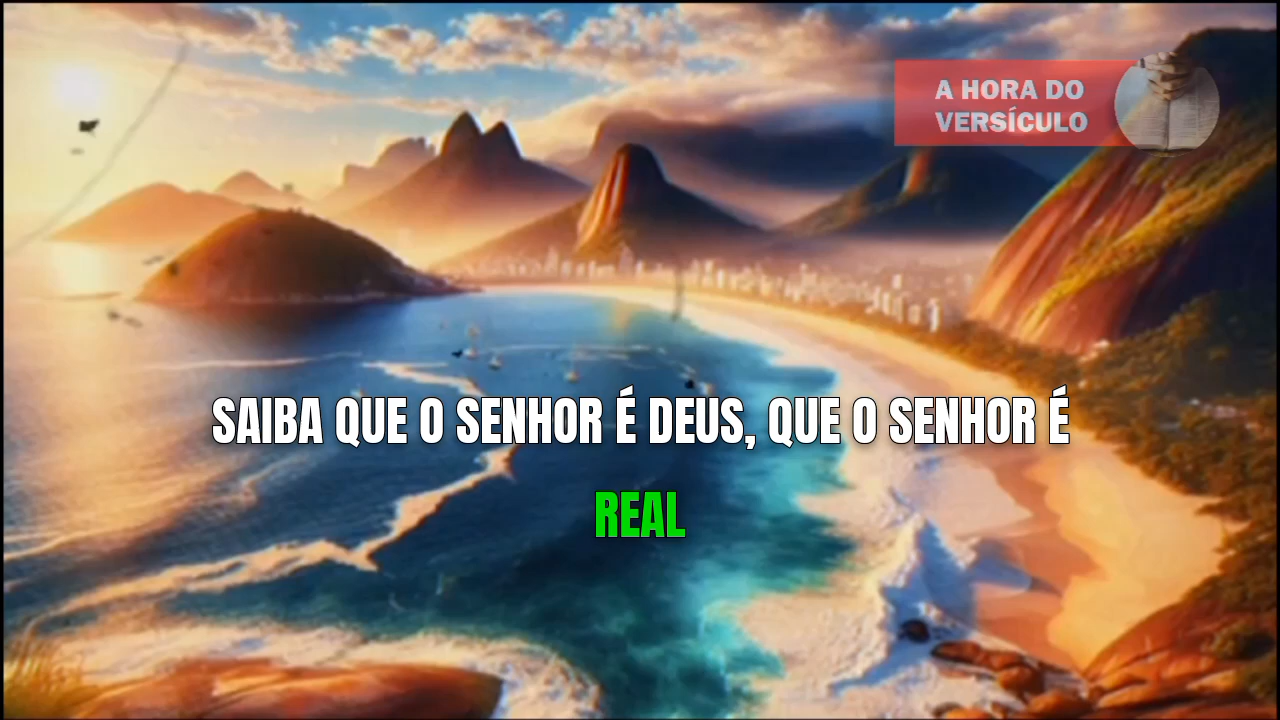 A HORA DO
VERSÍCULO
SAIBA QUE O SENHOR É DEUS, QUE O SENHOR É
REAL